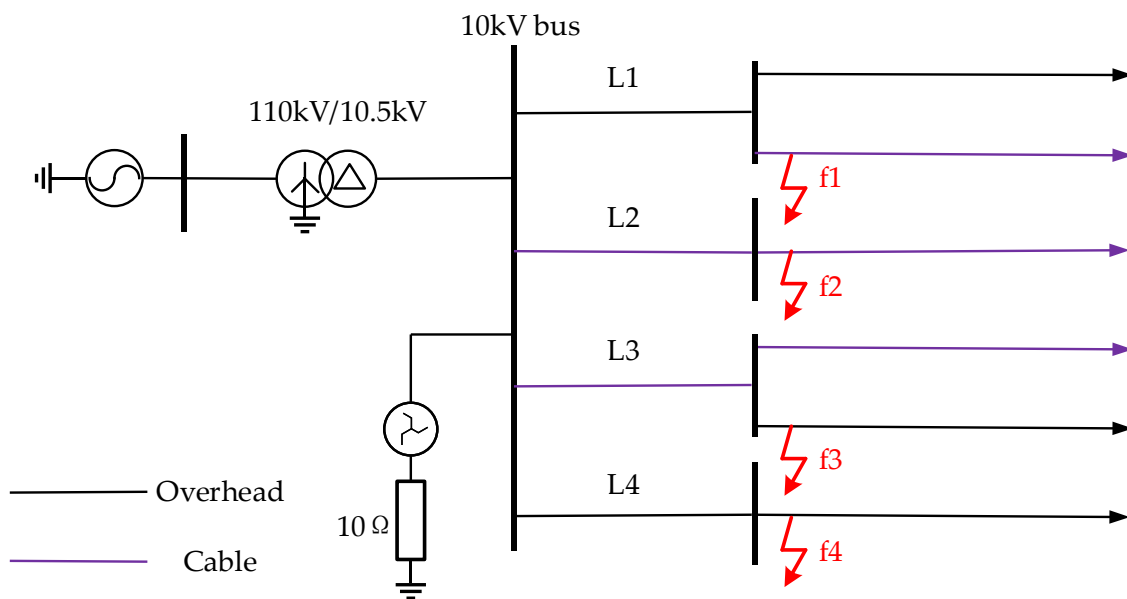 10kV bus
L1
110kV/10.5kV
f1
L2
f2
L3
f3
Overhead
L4
10 Ω
f4
Cable